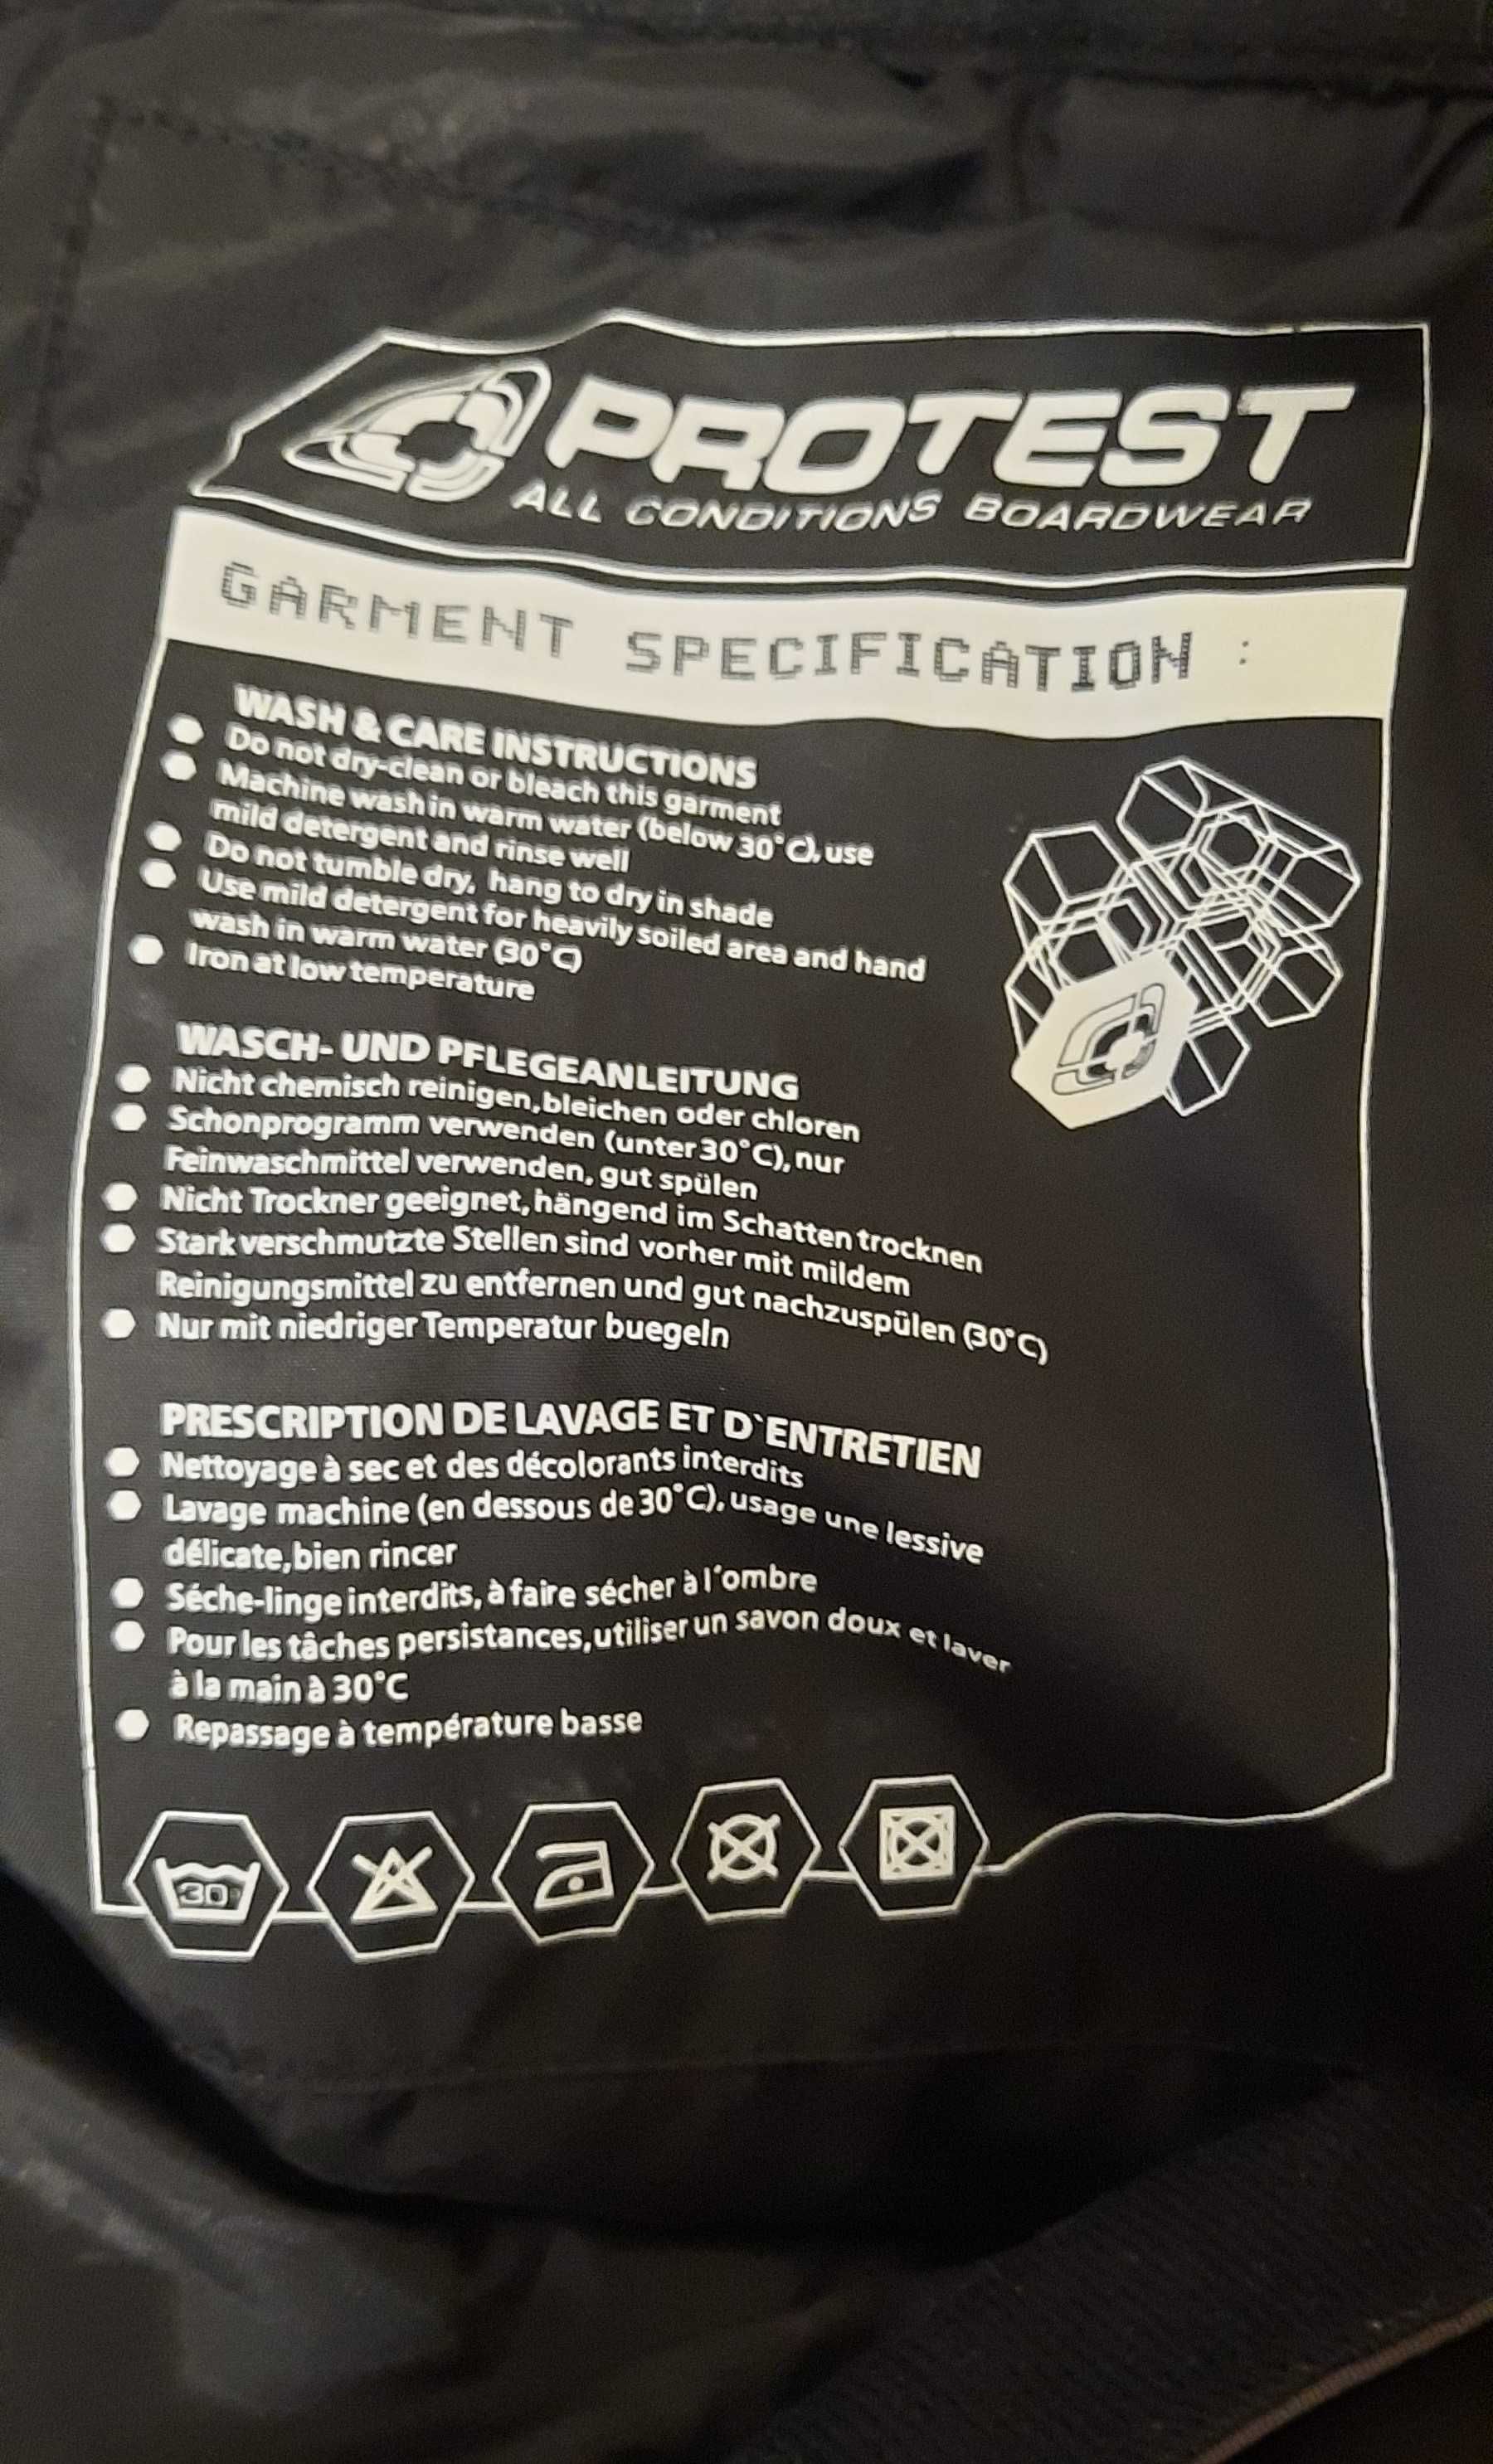 PROTEST
ALL CONDITIONS BOARDWEAR
GARMENT SPECIFICATION :
WASH & CARE INSTRUCTIONS
Do not dry-clean or bleach this garment
Machine wash in warm water (below 30°C), use
mild detergent and rinse well
Do not tumble dry, hang to dry in shade
Use mild detergent for heavily soiled area and hand
wash in warm water (30°C)
Iron at low temperature
WASCH- UND PFLEGEANLEITUNG
Nicht chemisch reinigen, bleichen oder chloren
Schonprogramm verwenden (unter 30°C), nur
Feinwaschmittel verwenden, gut spülen
Nicht Trockner geeignet, hängend im Schatten trocknen
Stark verschmutzte Stellen sind vorher mit mildem
Reinigungsmittel zu entfernen und gut nachzuspülen (30°C)
Nur mit niedriger Temperatur buegeln
PRESCRIPTION DE LAVAGE ET D`ENTRETIEN
Nettoyage à sec et des décolorants interdits
Lavage machine (en dessous de 30°C), usage une lessive
délicate, bien rincer
Séche-linge interdits, à faire sécher à l'ombre
Pour les tâches persistances, utiliser un savon doux et laver
à la main à 30°C
Repassage à température basse
30°